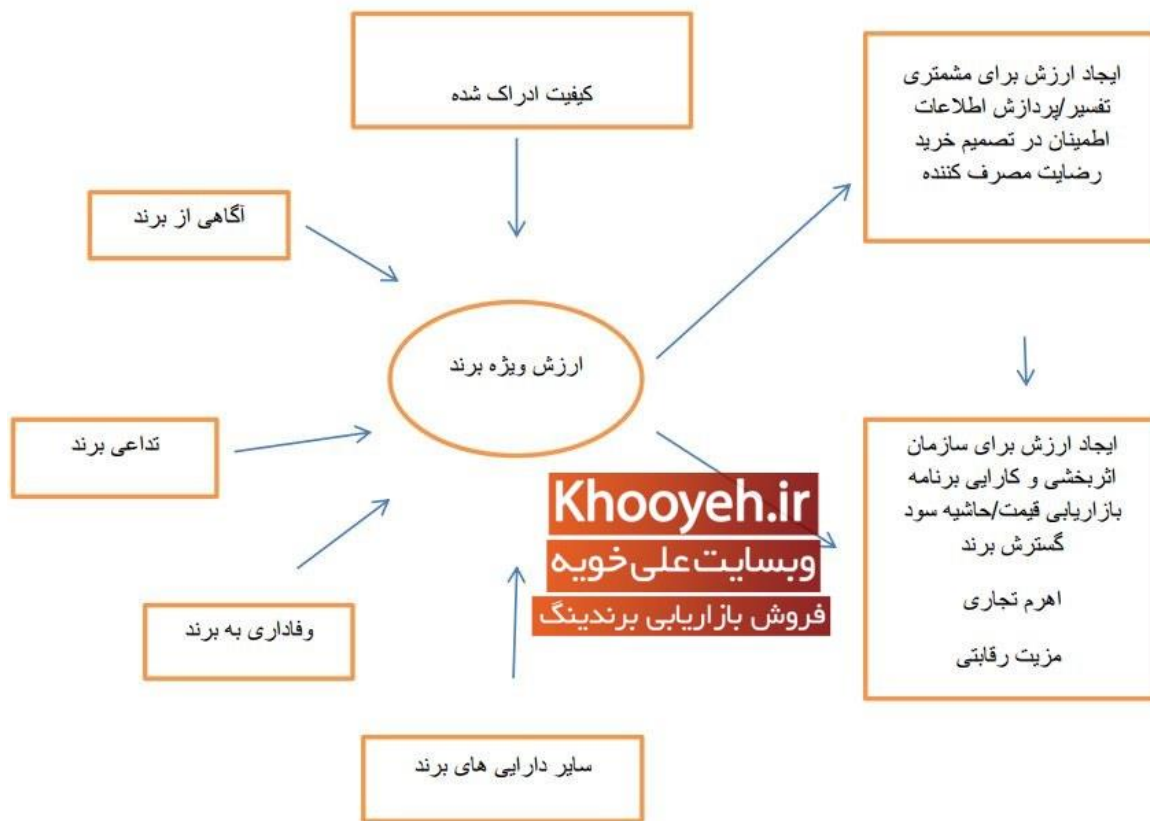 کیفیت ادراک شده
ایجاد ارزش برای مشمتری
تفسیر/پردازش اطلاعات
اطمینان در تصمیم خرید
رضایت مصرف کننده
آگاهی از برند
ارزش ویژه برند
تداعی برند
ایجاد ارزش برای سازمان
اثربخشی و کارایی برنامه
بازاریابی قیمت/حاشیه سود
گسترش برند
اهرم تجاری
مزیت رقابتی
Khooyeh.ir
وبسایت علی خویه
فروش بازاریابی برندینگ
وفاداری به برند
سایر دارایی های برند